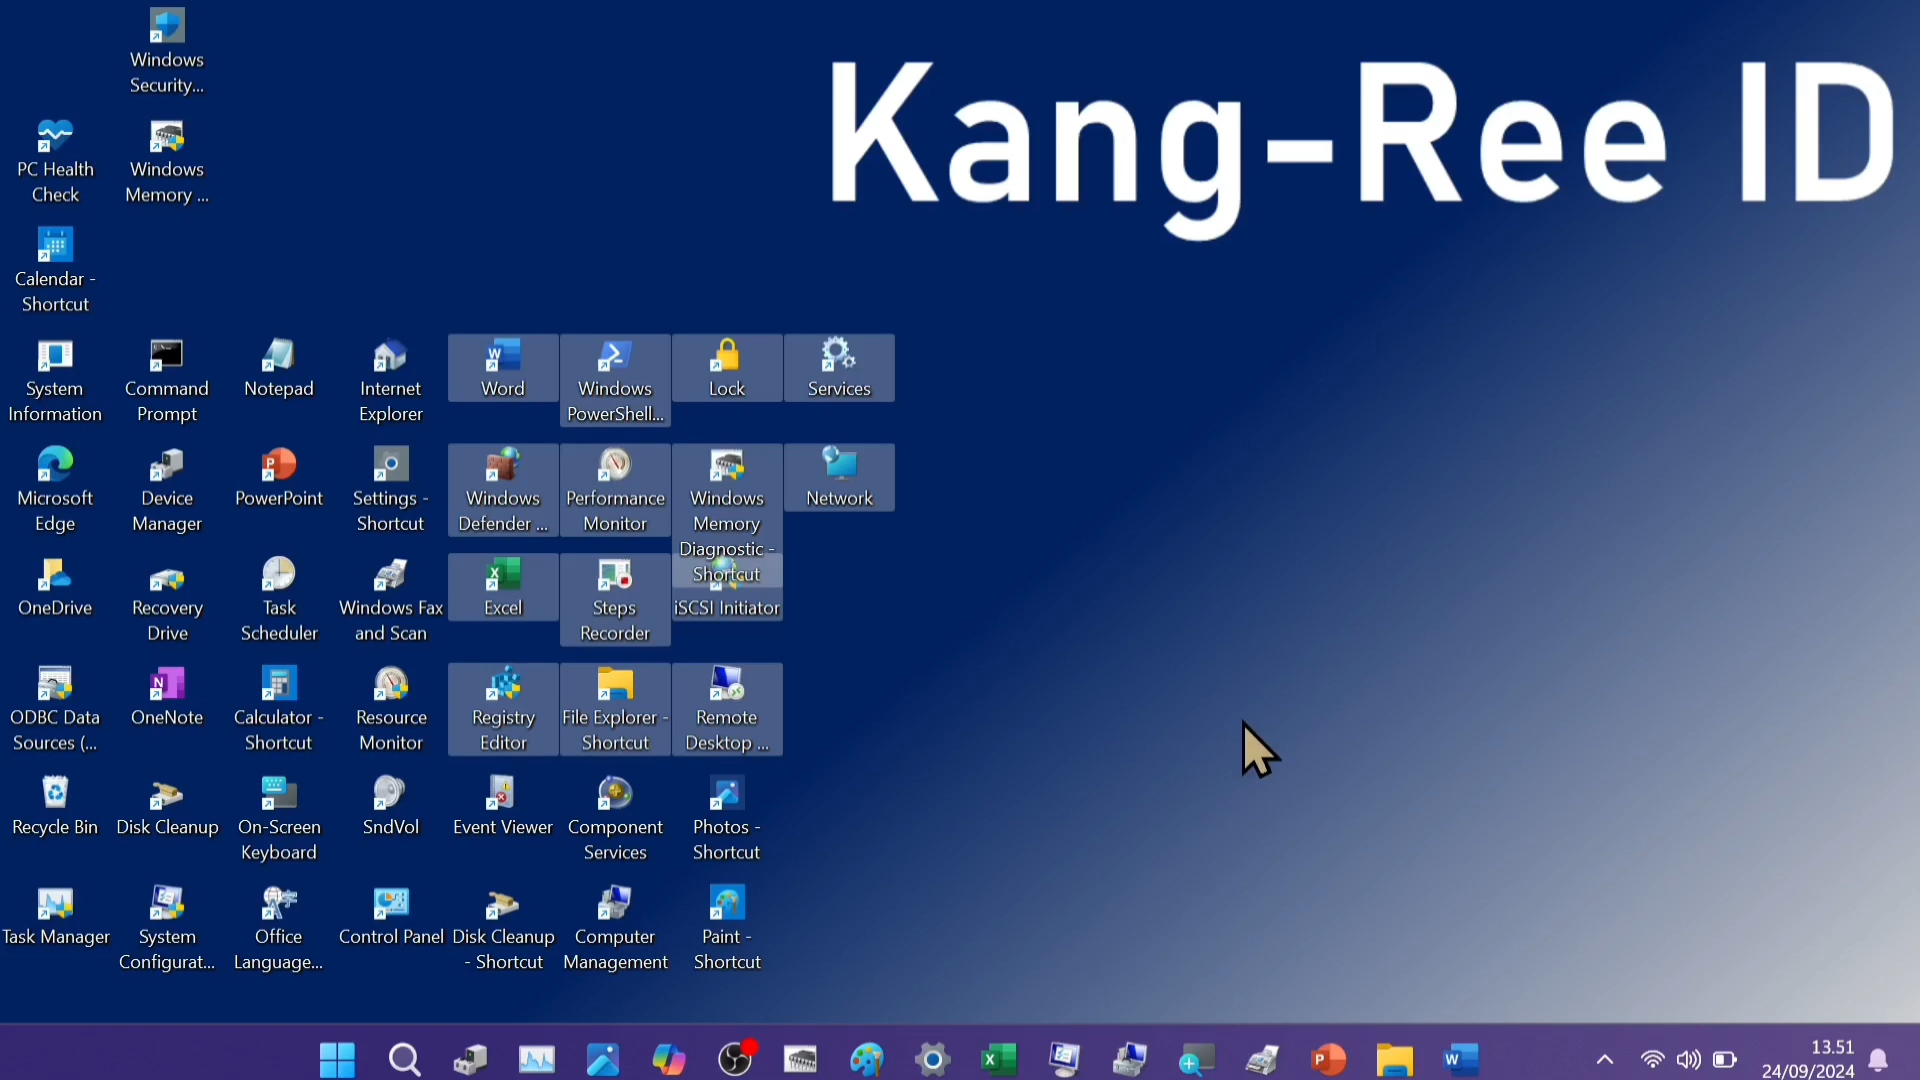 Kang-Ree ID
Windows
Security...
PC Health
Check
Windows
Memory ...
Calendar -
Shortcut
System
Information
Command
Prompt
Notepad
Internet
Explorer
Word
Windows
PowerShell...
Lock
Services
Microsoft
Edge
Device
Manager
PowerPoint
Settings -
Shortcut
Windows
Defender ...
Performance
Monitor
Windows
Memory
Diagnostic -
Shortcut
Network
OneDrive
Recovery
Drive
Task
Scheduler
Windows Fax
and Scan
Excel
Steps
Recorder
iSCSI Initiator
ODBC Data
Sources (...
OneNote
Calculator -
Shortcut
Resource
Monitor
Registry
Editor
File Explorer -
Shortcut
Remote
Desktop ...
Recycle Bin
Disk Cleanup
On-Screen
Keyboard
SndVol
Event Viewer
Component
Services
Photos -
Shortcut
Task Manager
System
Configurat...
Office
Language...
Control Panel
Disk Cleanup
- Shortcut
Computer
Management
Paint -
Shortcut
13.51
24/09/2024